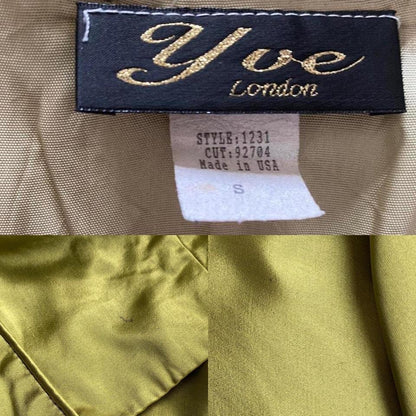 Yve
London
STYLE:1231
CUT:92704
Made in USA
S